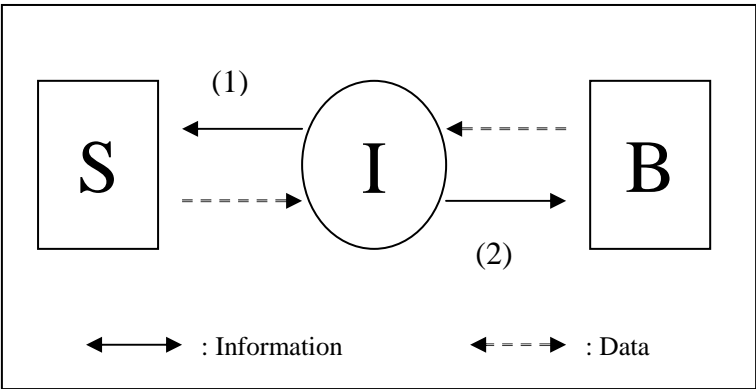 (1)
S
I
B
(2)
: Information
: Data